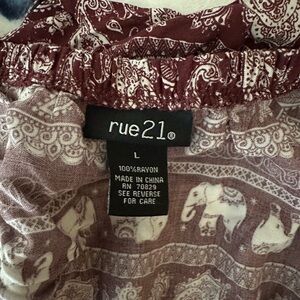 rue21®
L
100%RAYON
MADE IN CHINA
RN 70829
SEE REVERSE
FOR CARE